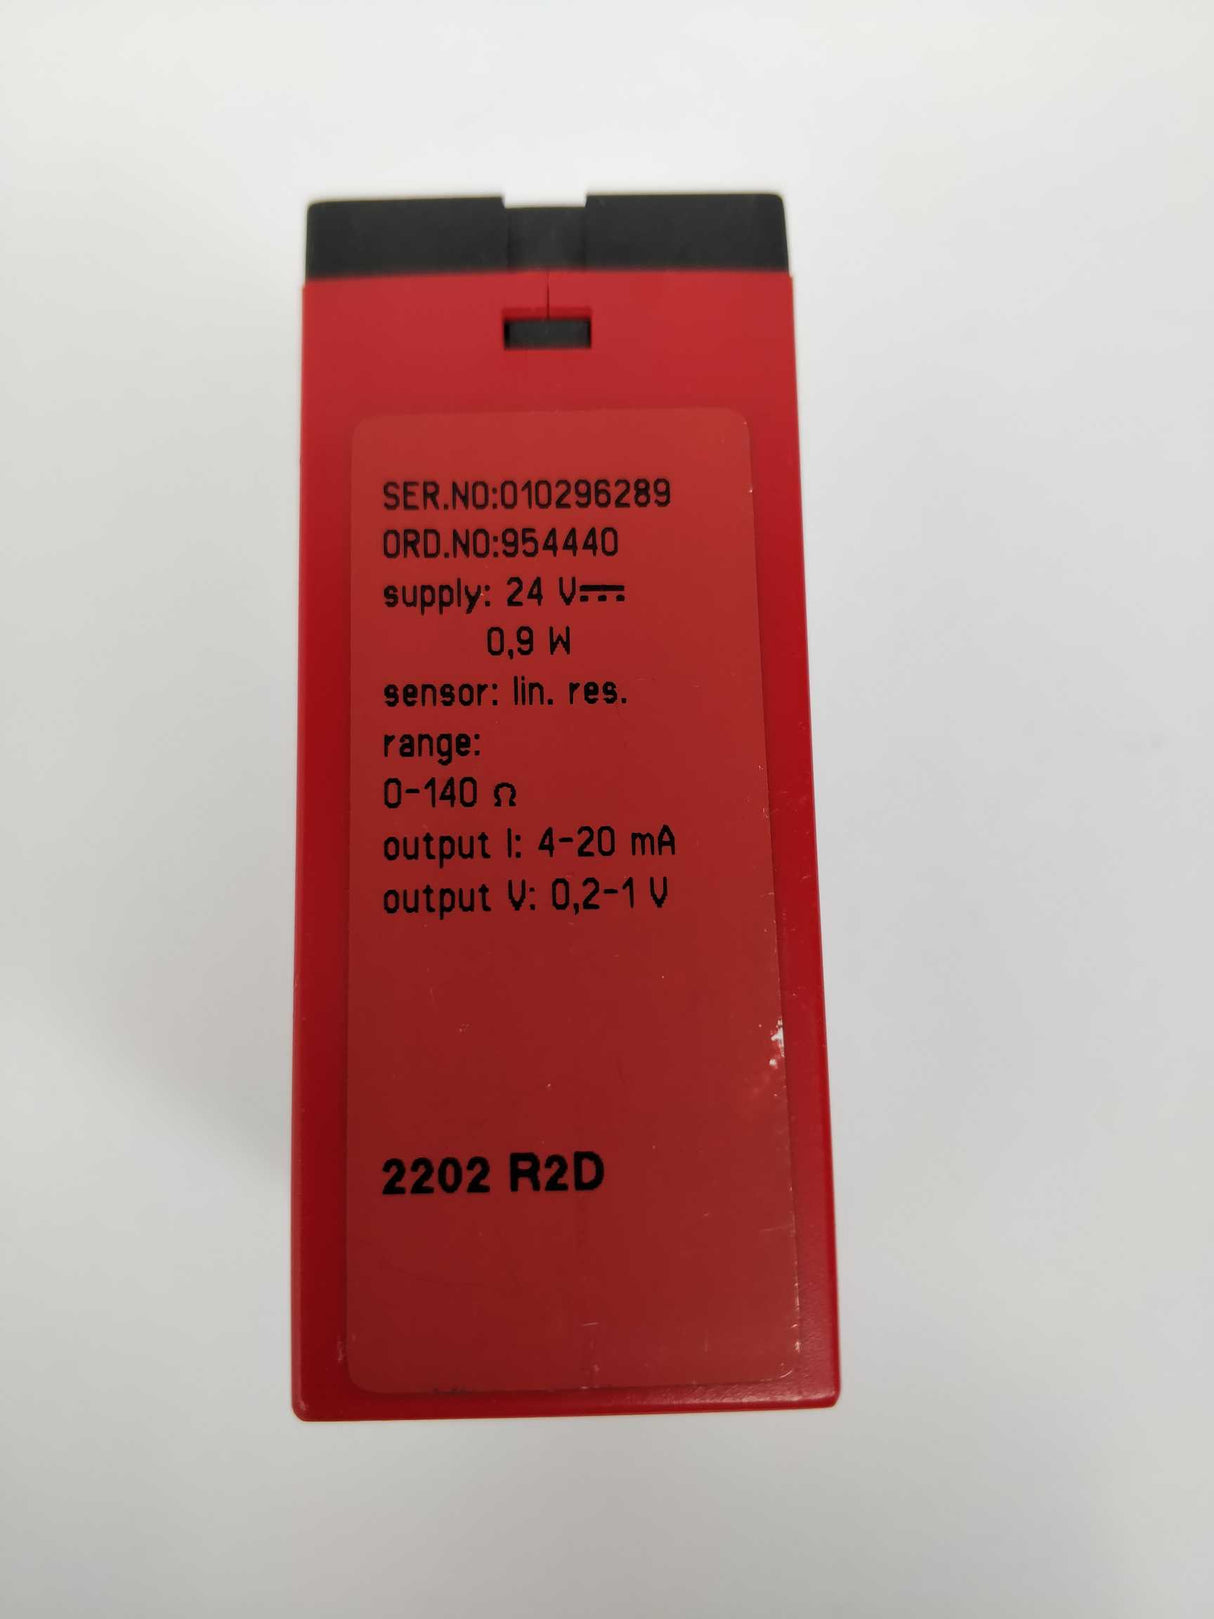 SER.NO:010296289
ORD.NO:954440
supply: 24 V⎓
0,9 W
sensor: lin. res.
range:
0-140 Ω
output I: 4-20 mA
output V: 0,2-1 V
2202 R2D